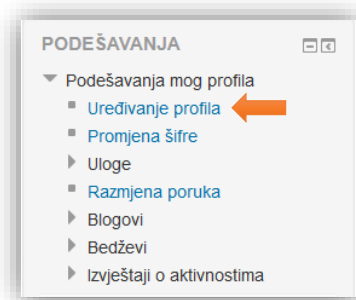 PODEŠAVANJA
Podešavanja mog profila
Uređivanje profila
Promjena šifre
Uloge
Razmjena poruka
Blogovi
Bedževi
Izvještaji o aktivnostima